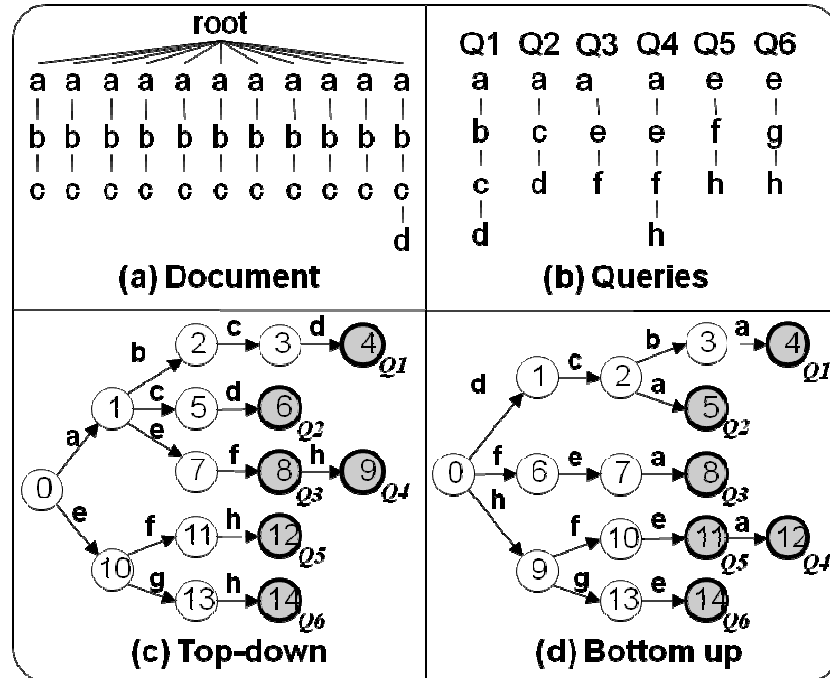 root
a a a a a a a a a a a
b b b b b b b b b b b
c c c c c c c c c c c
d
(a) Document
Q1 Q2 Q3 Q4 Q5 Q6
a a a a e e
b c e e f g
c d f f h h
d h
(b) Queries
b 2 c 3 d 4 Q1
a 1 c 5 d 6 Q2
e 7 f 8 Q3 h 9 Q4
0
e 10 f 11 h 12 Q5
g 13 h 14 Q6
(c) Top-down
d 1 c 2 b 3 a 4 Q1
a 5 Q2
0 f 6 e 7 a 8 Q3
h 9 f 10 e 11 Q5 a 12 Q4
g 13 e 14 Q6
(d) Bottom up